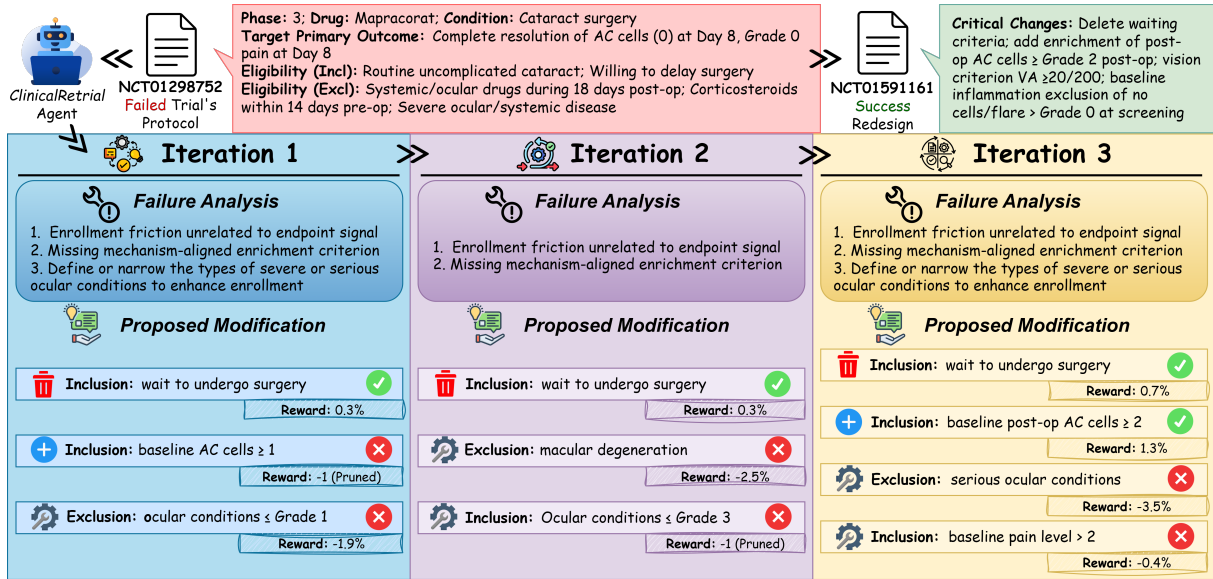 ClinicalRetrial
Agent
NCT01298752
Failed Trial's
Protocol
Phase: 3; Drug: Mapracorat; Condition: Cataract surgery
Target Primary Outcome: Complete resolution of AC cells (0) at Day 8, Grade 0
pain at Day 8
Eligibility (Incl): Routine uncomplicated cataract; Willing to delay surgery
Eligibility (Excl): Systemic/ocular drugs during 18 days post-op; Corticosteroids
within 14 days pre-op; Severe ocular/systemic disease
NCT01591161
Success
Redesign
Critical Changes: Delete waiting
criteria; add enrichment of post-
op AC cells ≥ Grade 2 post-op; vision
criterion VA ≥20/200; baseline
inflammation exclusion of no
cells/flare > Grade 0 at screening
Iteration 1
Failure Analysis
1. Enrollment friction unrelated to endpoint signal
2. Missing mechanism-aligned enrichment criterion
3. Define or narrow the types of severe or serious
ocular conditions to enhance enrollment
Proposed Modification
Inclusion: wait to undergo surgery
Reward: 0.3%
Inclusion: baseline AC cells ≥ 1
Reward: -1 (Pruned)
Exclusion: ocular conditions ≤ Grade 1
Reward: -1.9%
Iteration 2
Failure Analysis
1. Enrollment friction unrelated to endpoint signal
2. Missing mechanism-aligned enrichment criterion
Proposed Modification
Inclusion: wait to undergo surgery
Reward: 0.3%
Exclusion: macular degeneration
Reward: -2.5%
Inclusion: Ocular conditions ≤ Grade 3
Reward: -1 (Pruned)
Iteration 3
Failure Analysis
1. Enrollment friction unrelated to endpoint signal
2. Missing mechanism-aligned enrichment criterion
3. Define or narrow the types of severe or serious
ocular conditions to enhance enrollment
Proposed Modification
Inclusion: wait to undergo surgery
Reward: 0.7%
Inclusion: baseline post-op AC cells ≥ 2
Reward: 1.3%
Exclusion: serious ocular conditions
Reward: -3.5%
Inclusion: baseline pain level > 2
Reward: -0.4%